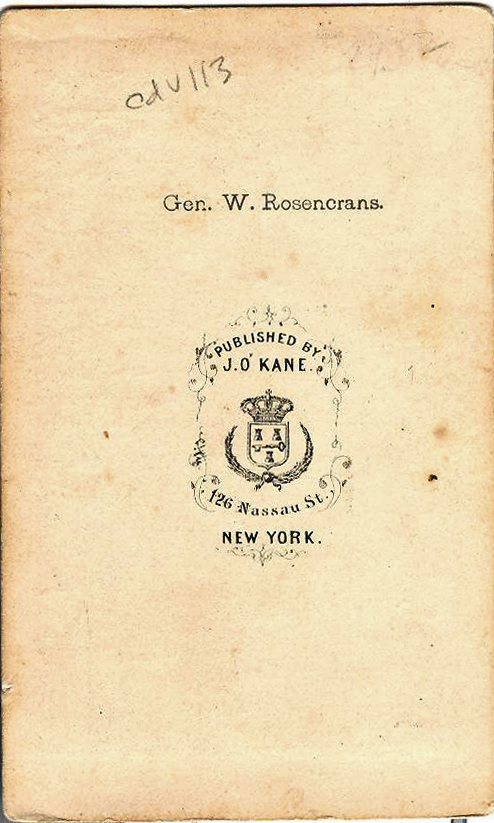 cdv113
Gen. W. Rosencrans.
PUBLISHED BY
J. O'KANE.
126 Nassau St.
NEW YORK.